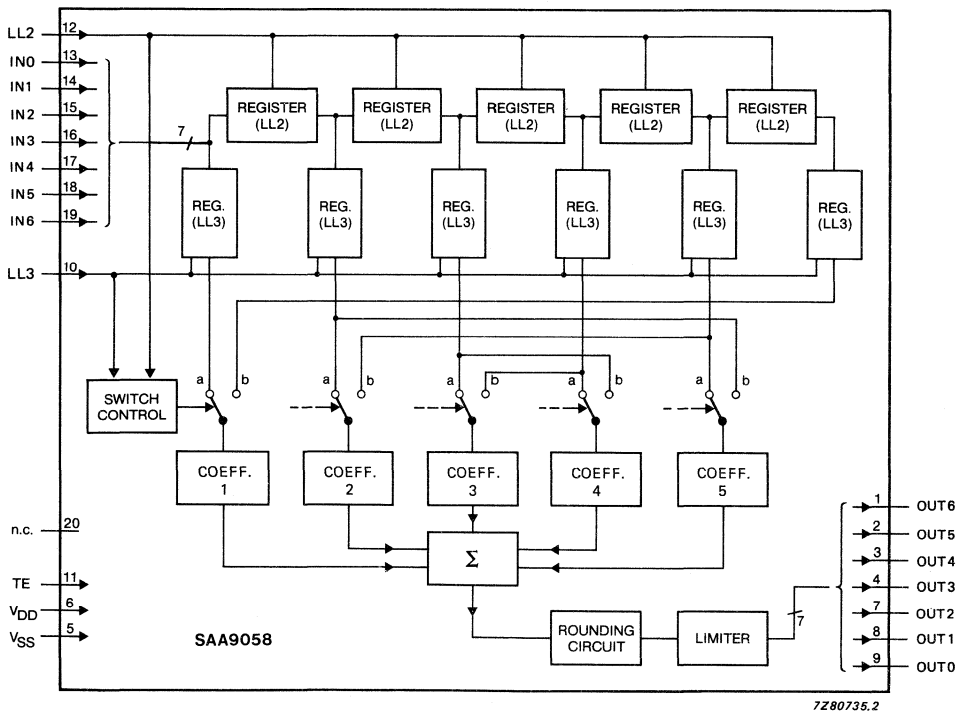 LL2 12
IN0 13
IN1 14
IN2 15
IN3 16
IN4 17
IN5 18
IN6 19
7
REGISTER
(LL2)
REGISTER
(LL2)
REGISTER
(LL2)
REGISTER
(LL2)
REGISTER
(LL2)
REG.
(LL3)
REG.
(LL3)
REG.
(LL3)
REG.
(LL3)
REG.
(LL3)
REG.
(LL3)
LL3 10
a b
a b
a b
a b
a b
SWITCH
CONTROL
COEFF.
1
COEFF.
2
COEFF.
3
COEFF.
4
COEFF.
5
Σ
n.c. 20
TE 11
VDD 6
VSS 5
SAA9058
ROUNDING
CIRCUIT
LIMITER
7
1 OUT6
2 OUT5
3 OUT4
4 OUT3
7 OUT2
8 OUT1
9 OUT0
7Z80735.2